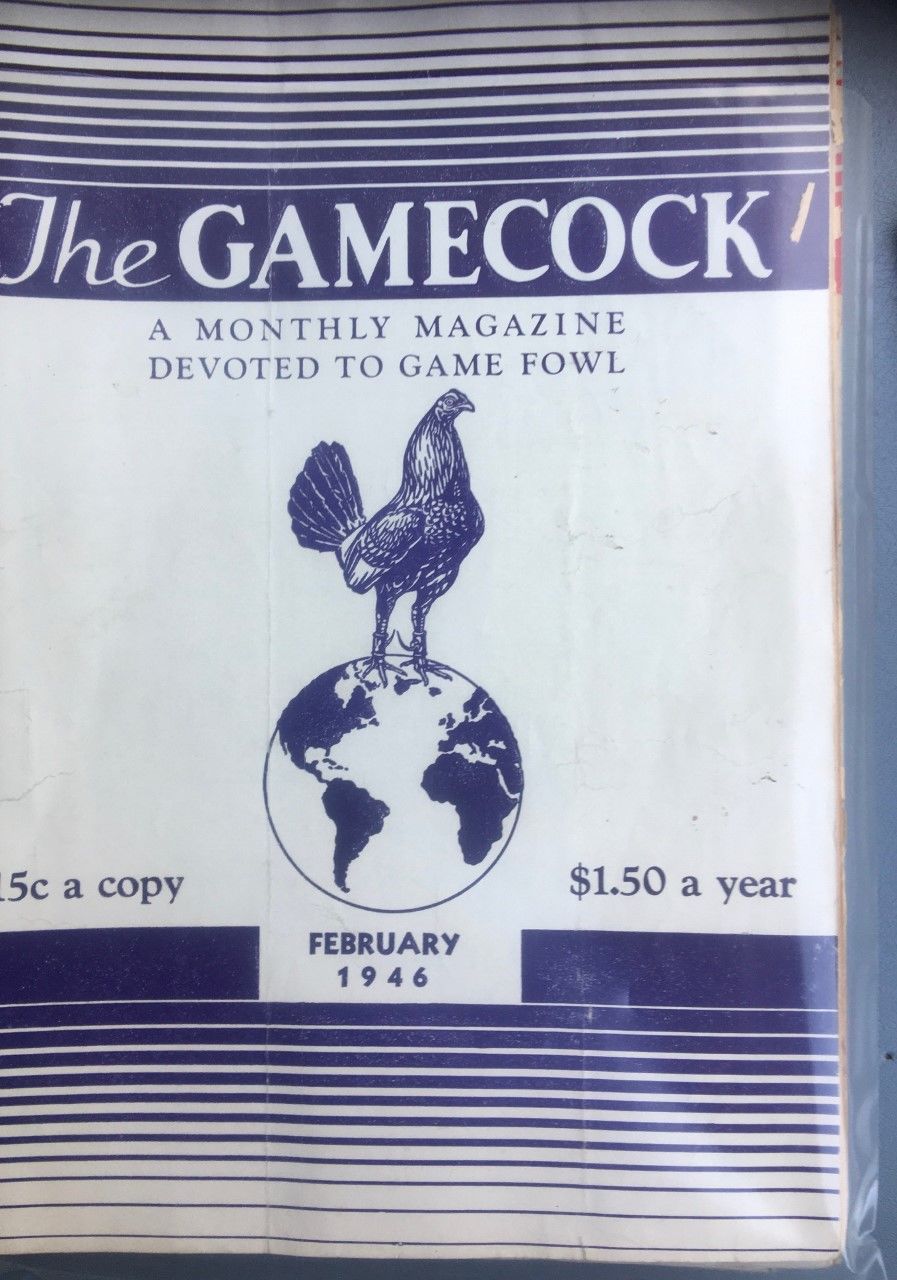 The GAMECOCK
A MONTHLY MAGAZINE
DEVOTED TO GAME FOWL
15c a copy
$1.50 a year
FEBRUARY
1946